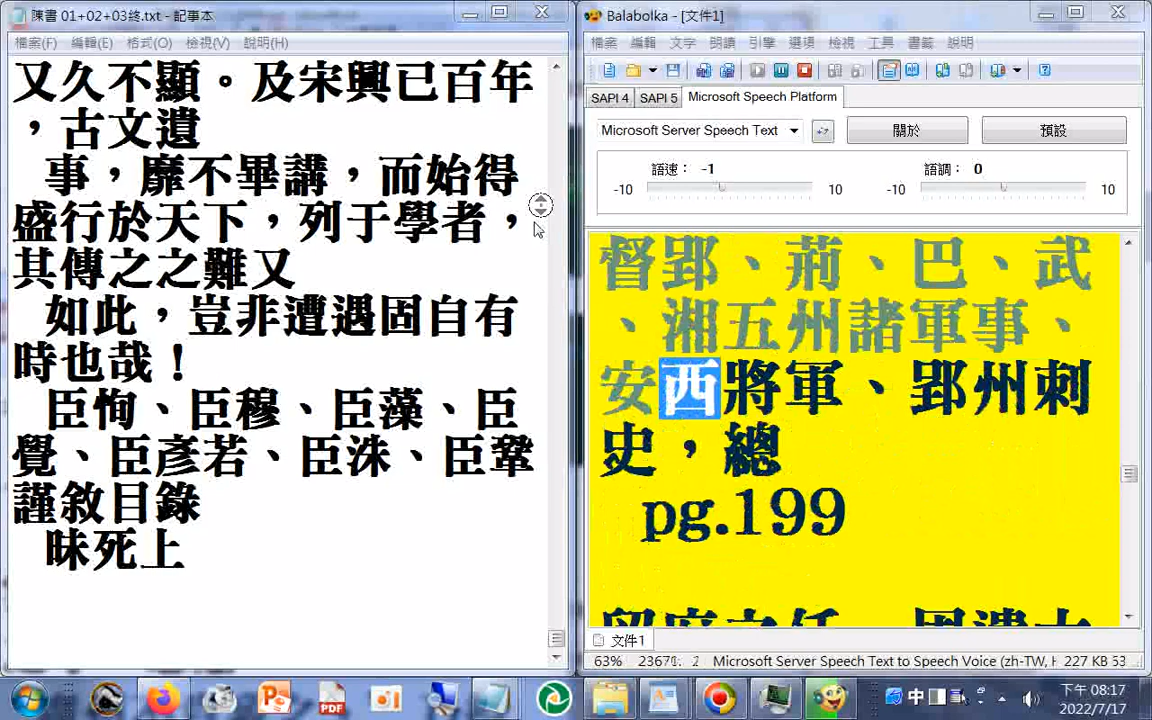 陳書 01+02+03終.txt - 記事本
檔案(F) 編輯(E) 格式(O) 檢視(V) 說明(H)
又久不顯。及宋興已百年
，古文遺
事，靡不畢講，而始得
盛行於天下，列于學者，
其傳之之難又
如此，豈非遭遇固自有
時也哉！
臣恂、臣穆、臣藻、臣
覺、臣彥若、臣洙、臣鞏
謹敘目錄
昧死上
Balabolka - [文件1]
檔案 編輯 文字 朗讀 引擎 選項 檢視 工具 書籤 說明
SAPI 4 SAPI 5 Microsoft Speech Platform
Microsoft Server Speech Text 關於 預設
語速： -1 語調： 0
-10 10 -10 10
督郢、荊、巴、武
、湘五州諸軍事、
安西將軍、郢州刺
史，總
pg.199
文件1
63% Microsoft Server Speech Text to Speech Voice (zh-TW, 227 KB 53
PDF 中 下午 08:17
2022/7/17